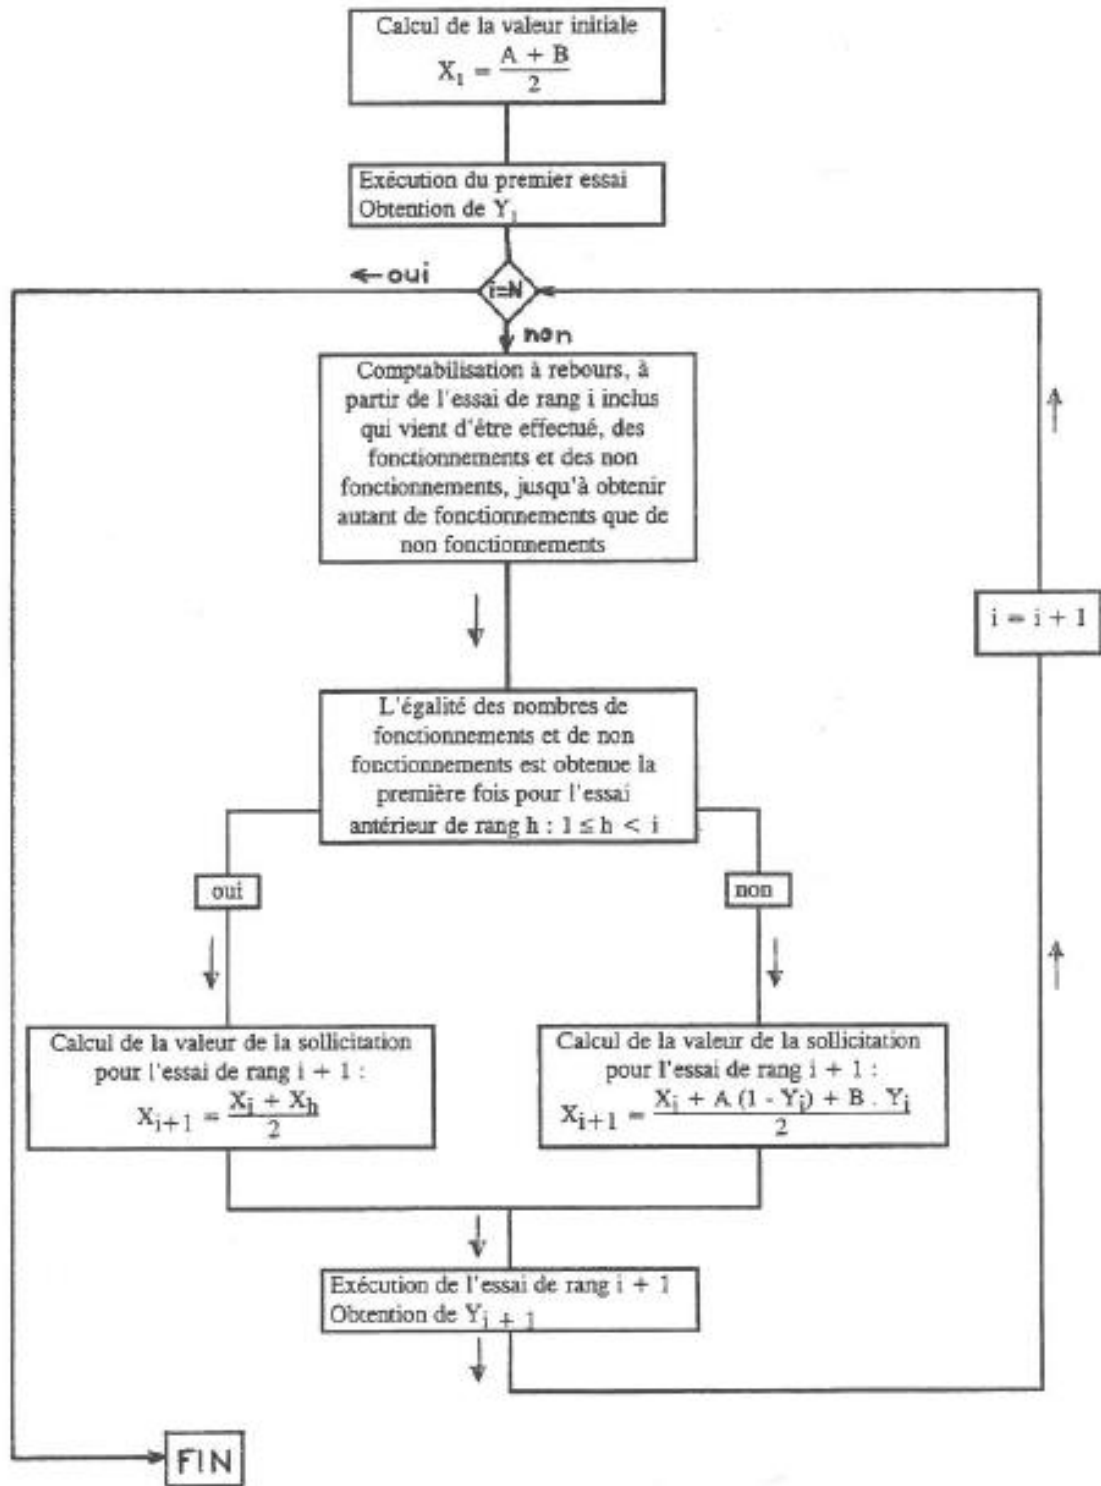 Calcul de la valeur initiale
X₁ = (A + B) / 2
Exécution du premier essai
Obtention de Y₁
← oui
i=N
non
Comptabilisation à rebours, à
partir de l'essai de rang i inclus
qui vient d'être effectué, des
fonctionnements et des non
fonctionnements, jusqu'à obtenir
autant de fonctionnements que de
non fonctionnements
i = i + 1
L'égalité des nombres de
fonctionnements et de non
fonctionnements est obtenue la
première fois pour l'essai
antérieur de rang h : 1 ≤ h < i
oui
non
Calcul de la valeur de la sollicitation
pour l'essai de rang i + 1 :
Xᵢ₊₁ = (Xᵢ + Xₕ) / 2
Calcul de la valeur de la sollicitation
pour l'essai de rang i + 1 :
Xᵢ₊₁ = (Xᵢ + A (1 - Yᵢ) + B . Yᵢ) / 2
Exécution de l'essai de rang i + 1
Obtention de Yᵢ ₊ ₁
FIN